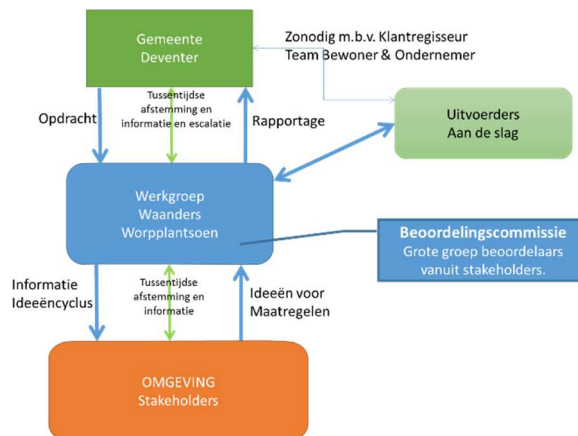 Gemeente
Deventer
Zonodig m.b.v. Klantregisseur
Team Bewoner & Ondernemer
Opdracht
Tussentijdse
afstemming en
informatie en escalatie
Rapportage
Uitvoerders
Aan de slag
Werkgroep
Waanders
Worpplantsoen
Beoordelingscommissie
Grote groep beoordelaars
vanuit stakeholders.
Informatie
Ideeëncyclus
Tussentijdse
afstemming en
informatie
Ideeën voor
Maatregelen
OMGEVING
Stakeholders